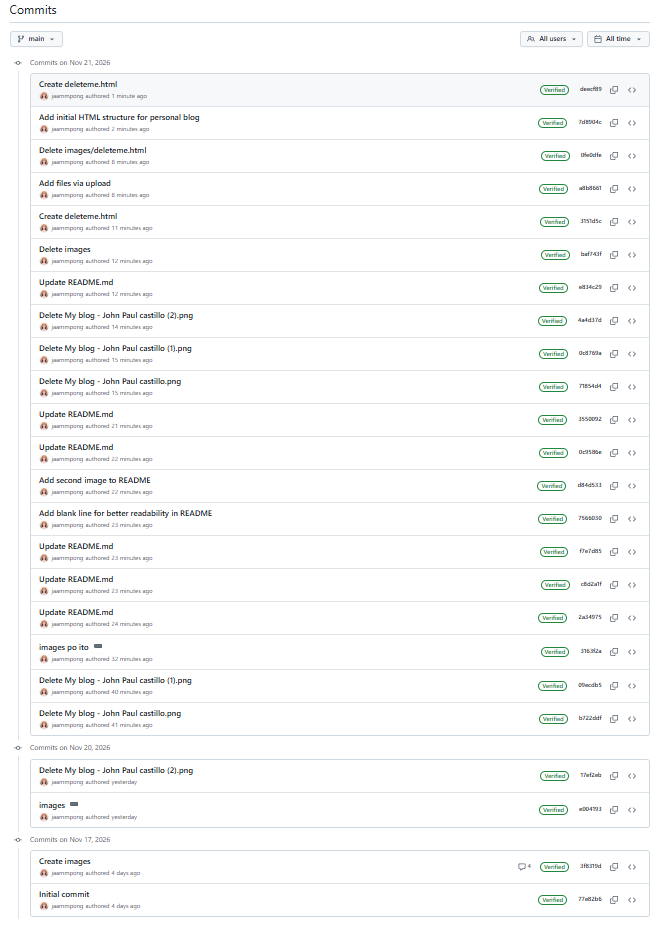 Commits
main
All users
All time
Commits on Nov 21, 2026
Create deleteme.html
Verified
deecf89
jaammpong authored 1 minute ago
Add initial HTML structure for personal blog
Verified
7d8904c
jaammpong authored 2 minutes ago
Delete images/deleteme.html
Verified
0fe0dfe
jaammpong authored 8 minutes ago
Add files via upload
Verified
a8b8661
jaammpong authored 8 minutes ago
Create deleteme.html
Verified
3151d5c
jaammpong authored 11 minutes ago
Delete images
Verified
baf743f
jaammpong authored 12 minutes ago
Update README.md
Verified
e834c29
jaammpong authored 12 minutes ago
Delete My blog - John Paul castillo (2).png
Verified
4a4d37d
jaammpong authored 14 minutes ago
Delete My blog - John Paul castillo (1).png
Verified
0c8769a
jaammpong authored 15 minutes ago
Delete My blog - John Paul castillo.png
Verified
71854d4
jaammpong authored 15 minutes ago
Update README.md
Verified
3550092
jaammpong authored 21 minutes ago
Update README.md
Verified
0c9586e
jaammpong authored 22 minutes ago
Add second image to README
Verified
d84d533
jaammpong authored 22 minutes ago
Add blank line for better readability in README
Verified
7566030
jaammpong authored 23 minutes ago
Update README.md
Verified
f7e7d85
jaammpong authored 23 minutes ago
Update README.md
Verified
c8d2a1f
jaammpong authored 23 minutes ago
Update README.md
Verified
2a34975
jaammpong authored 24 minutes ago
images po ito
Verified
3163f2a
jaammpong authored 32 minutes ago
Delete My blog - John Paul castillo (1).png
Verified
09ecdb5
jaammpong authored 40 minutes ago
Delete My blog - John Paul castillo.png
Verified
b722ddf
jaammpong authored 41 minutes ago
Commits on Nov 20, 2026
Delete My blog - John Paul castillo (2).png
Verified
17ef2eb
jaammpong authored yesterday
images
Verified
e004193
jaammpong authored yesterday
Commits on Nov 17, 2026
Create images
4
Verified
3f8319d
jaammpong authored 4 days ago
Initial commit
Verified
77e82b6
jaammpong authored 4 days ago